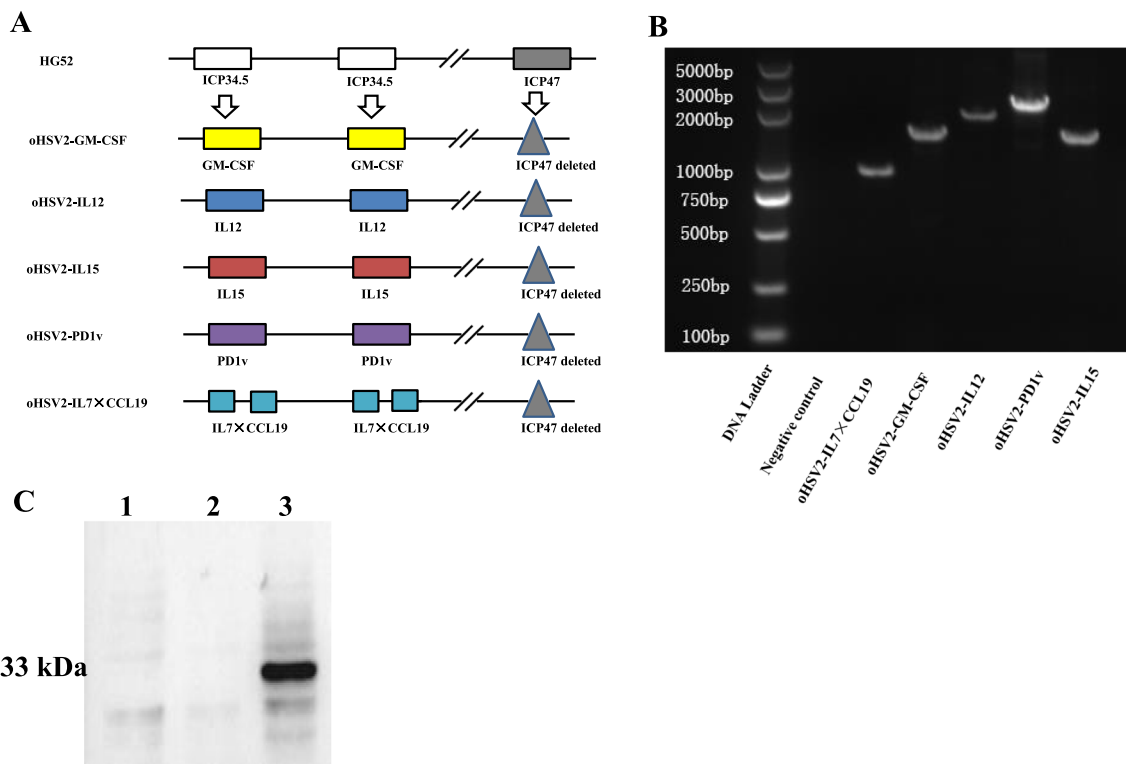 A
HG52
ICP34.5 ICP34.5 ICP47
oHSV2-GM-CSF
GM-CSF GM-CSF ICP47 deleted
oHSV2-IL12
IL12 IL12 ICP47 deleted
oHSV2-IL15
IL15 IL15 ICP47 deleted
oHSV2-PD1v
PD1v PD1v ICP47 deleted
oHSV2-IL7×CCL19
IL7×CCL19 IL7×CCL19 ICP47 deleted
B
5000bp
3000bp
2000bp
1000bp
750bp
500bp
250bp
100bp
DNA Ladder
Negative control
oHSV2-IL7×CCL19
oHSV2-GM-CSF
oHSV2-IL12
oHSV2-PD1v
oHSV2-IL15
C
1 2 3
33 kDa